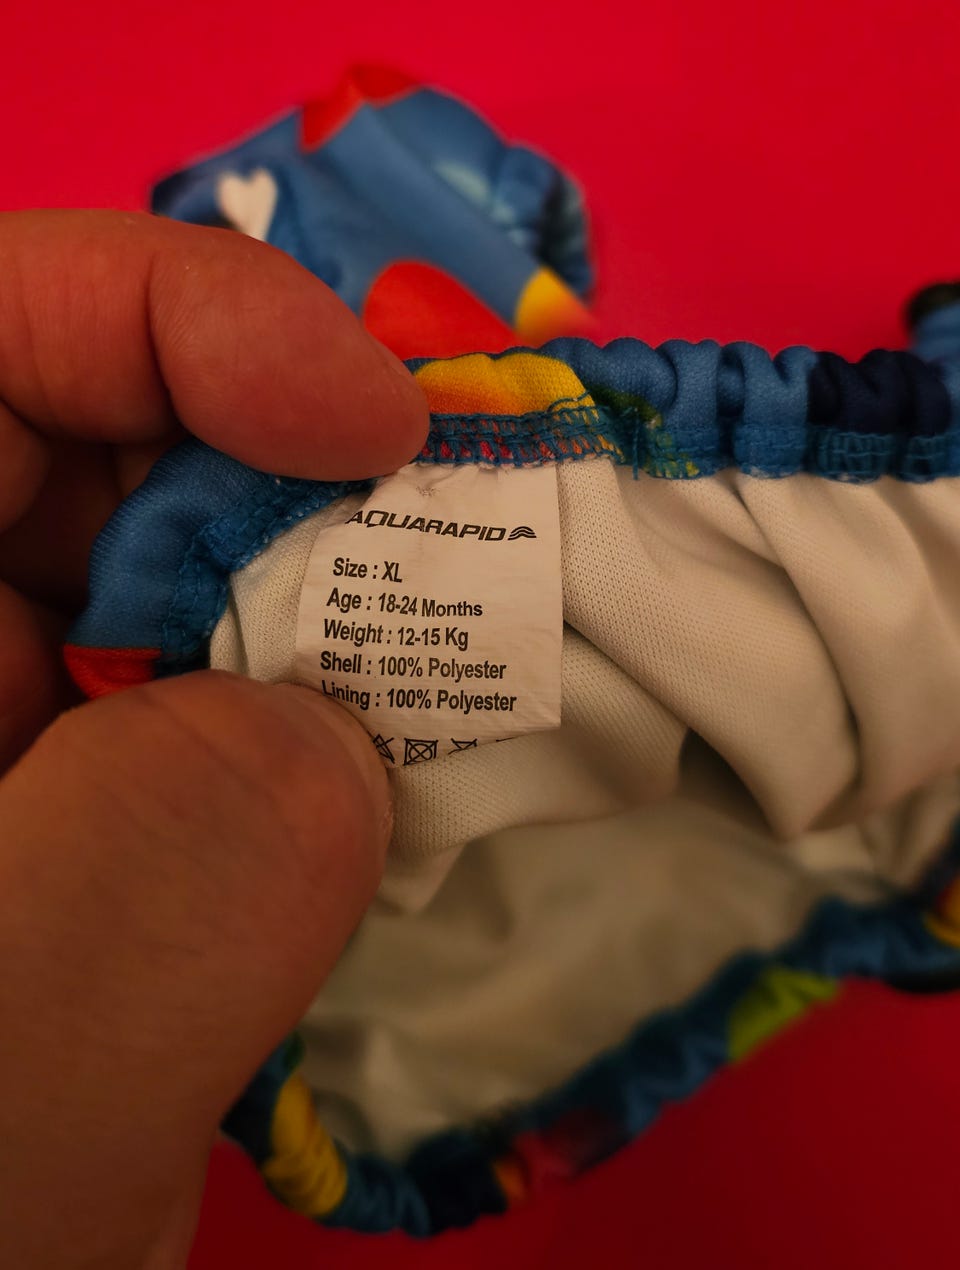 AQUARAPID
Size : XL
Age : 18-24 Months
Weight : 12-15 Kg
Shell : 100% Polyester
Lining : 100% Polyester